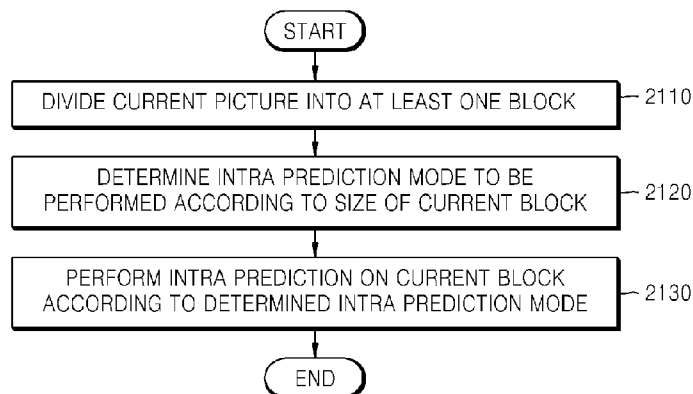 START
DIVIDE CURRENT PICTURE INTO AT LEAST ONE BLOCK
2110
DETERMINE INTRA PREDICTION MODE TO BE
PERFORMED ACCORDING TO SIZE OF CURRENT BLOCK
2120
PERFORM INTRA PREDICTION ON CURRENT BLOCK
ACCORDING TO DETERMINED INTRA PREDICTION MODE
2130
END